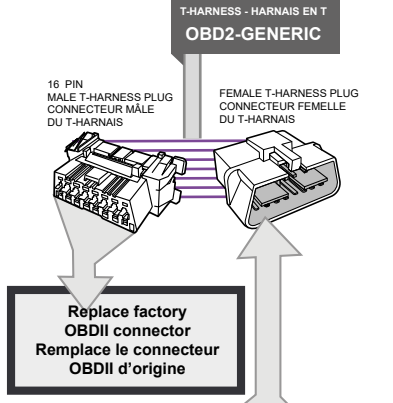 T-HARNESS - HARNAIS EN T
OBD2-GENERIC
16 PIN
MALE T-HARNESS PLUG
CONNECTEUR MÂLE
DU T-HARNAIS
FEMALE T-HARNESS PLUG
CONNECTEUR FEMELLE
DU T-HARNAIS
Replace factory
OBDII connector
Remplace le connecteur
OBDII d'origine